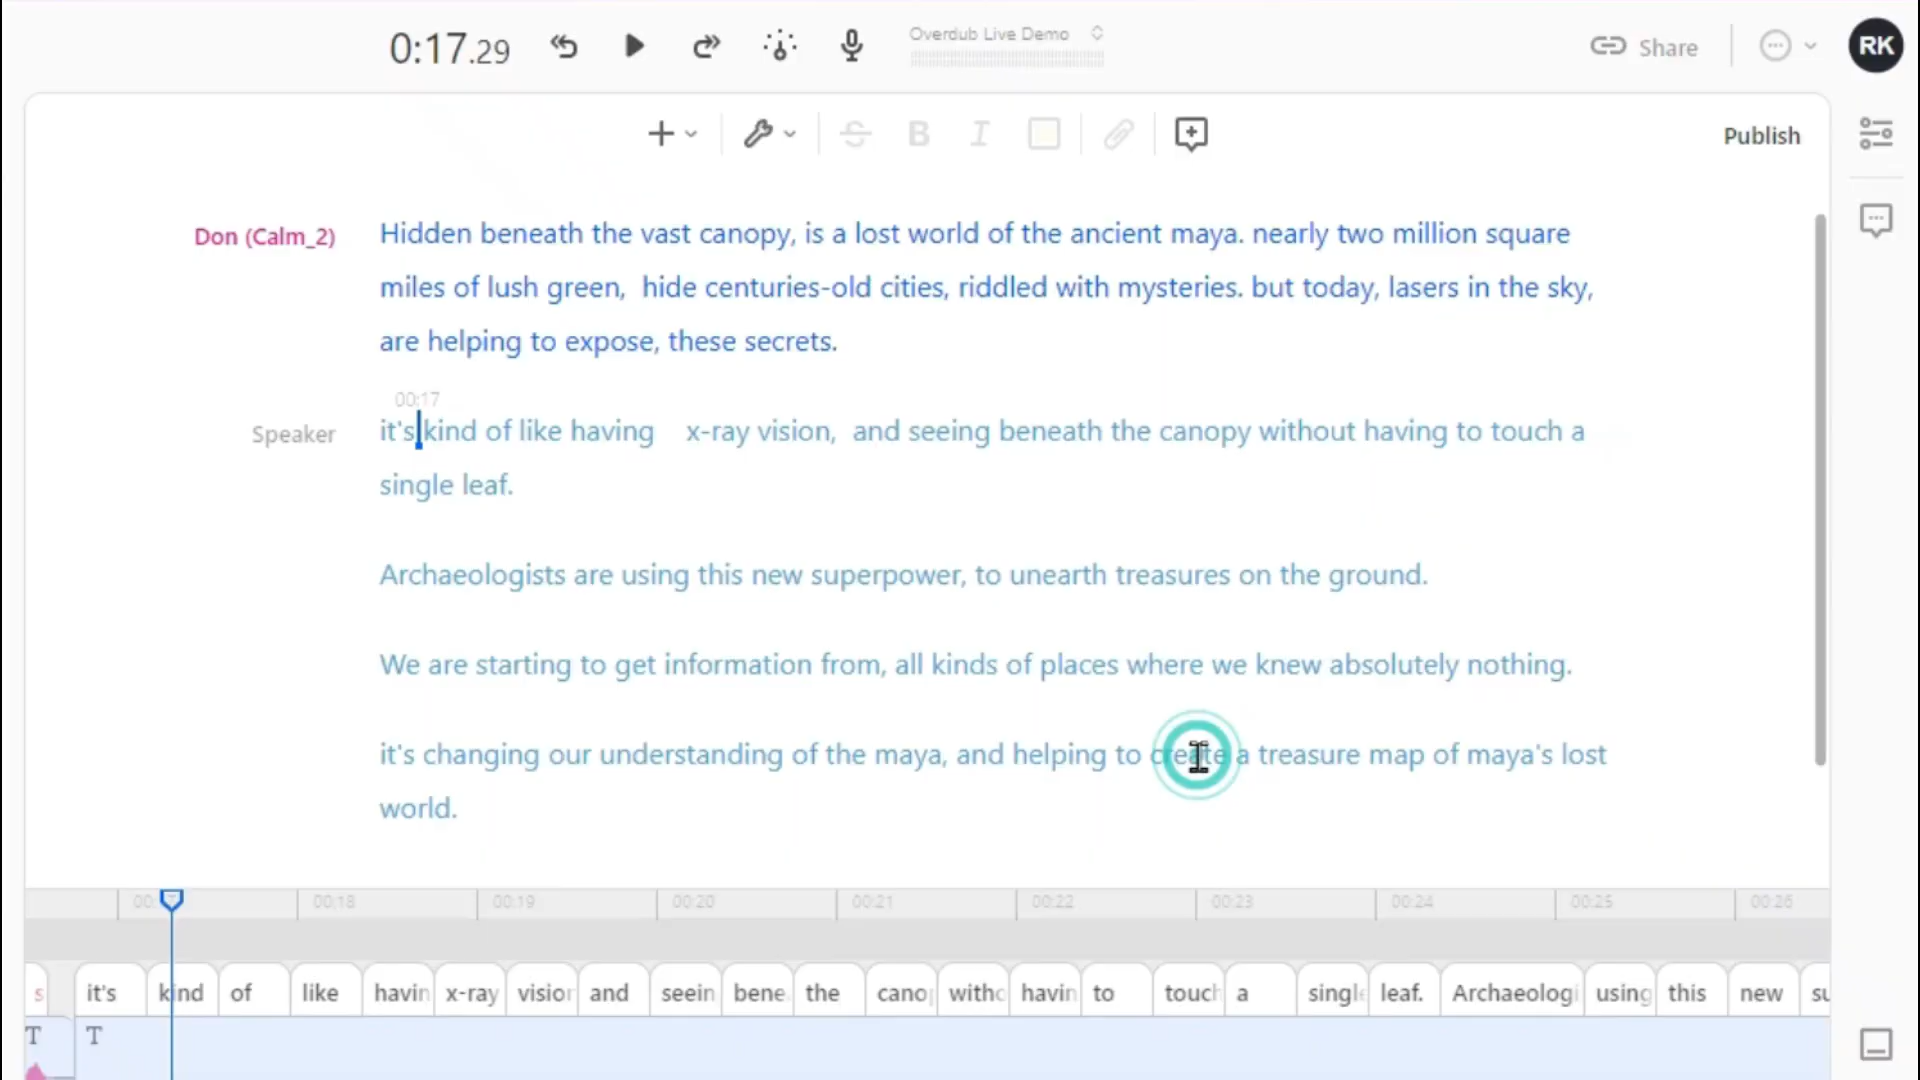 0:17.29
Overdub Live Demo
Share
RK
Publish
Don (Calm_2)
Hidden beneath the vast canopy, is a lost world of the ancient maya. nearly two million square
miles of lush green, hide centuries-old cities, riddled with mysteries. but today, lasers in the sky,
are helping to expose, these secrets.
00:17
Speaker
it's kind of like having x-ray vision, and seeing beneath the canopy without having to touch a
single leaf.
Archaeologists are using this new superpower, to unearth treasures on the ground.
We are starting to get information from, all kinds of places where we knew absolutely nothing.
it's changing our understanding of the maya, and helping to create a treasure map of maya's lost
world.
00: 00:18 00:19 00:20 00:21 00:22 00:23 00:24 00:25 00:26
s it's kind of like havin x-ray vision and seein bene the cano witho havin to touch a single leaf. Archaeologi using this new su
T T